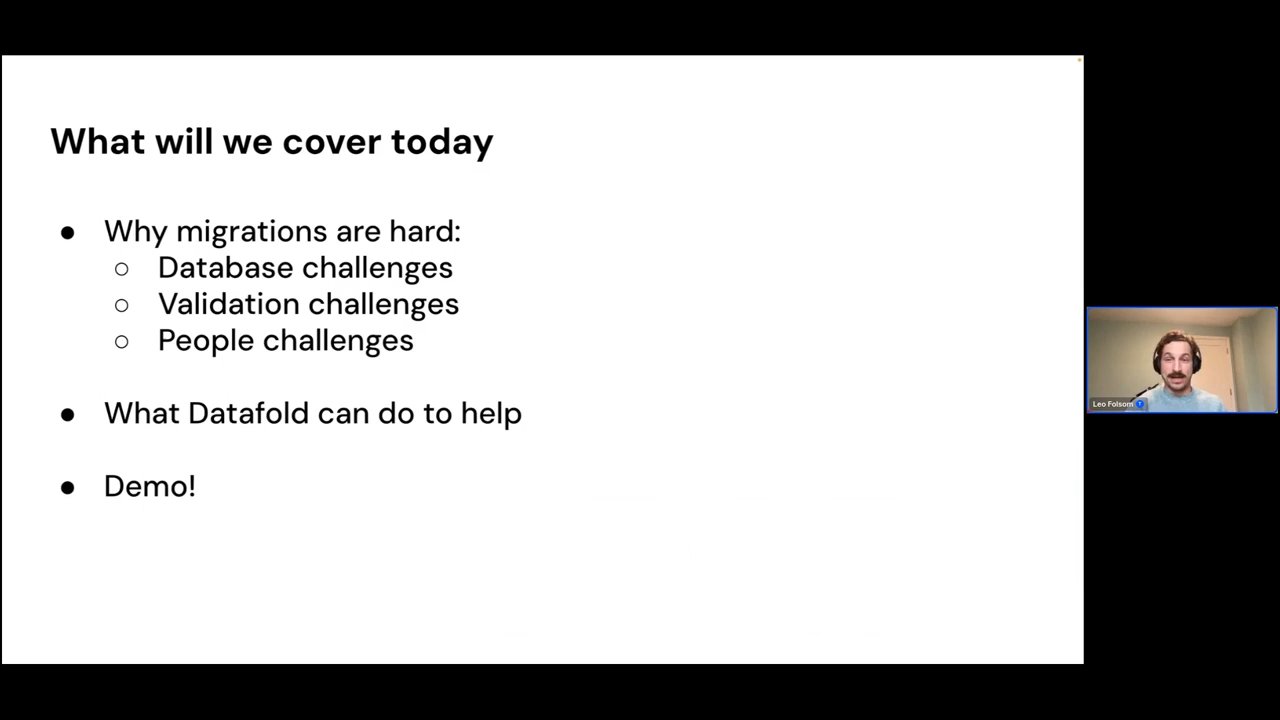 What will we cover today
● Why migrations are hard:
○ Database challenges
○ Validation challenges
○ People challenges
● What Datafold can do to help
● Demo!
Leo Folsom